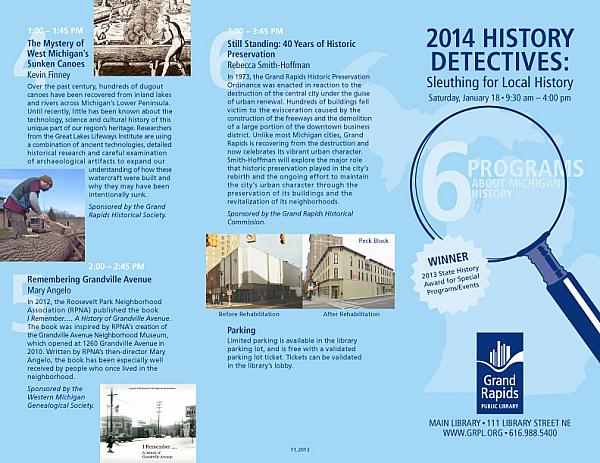 4
1:00 – 1:45 PM
The Mystery of
West Michigan's
Sunken Canoes
Kevin Finney
Over the past century, hundreds of dugout
canoes have been recovered from inland lakes
and rivers across Michigan's Lower Peninsula.
Until recently, little has been known about the
technology, science and cultural history of this
unique part of our region's heritage. Researchers
from the Great Lakes Lifeways Institute are using
a combination of ancient technologies, detailed
historical research and careful examination
of archaeological artifacts to expand our
understanding of how these
watercraft were built and
why they may have been
intentionally sunk.
Sponsored by the Grand
Rapids Historical Society.
5
2:00 – 2:45 PM
Remembering Grandville Avenue
Mary Angelo
In 2012, the Roosevelt Park Neighborhood
Association (RPNA) published the book
I Remember.... A History of Grandville Avenue.
The book was inspired by RPNA's creation of
the Grandville Avenue Neighborhood Museum,
which opened at 1260 Grandville Avenue in
2010. Written by RPNA's then-director Mary
Angelo, the book has been especially well
received by people who once lived in the
neighborhood.
Sponsored by the
Western Michigan
Genealogical Society.
I Remember ....
A History of
Grandville Avenue
6
3:00 – 3:45 PM
Still Standing: 40 Years of Historic
Preservation
Rebecca Smith-Hoffman
In 1973, the Grand Rapids Historic Preservation
Ordinance was enacted in reaction to the
destruction of the central city under the guise
of urban renewal. Hundreds of buildings fell
victim to the evisceration caused by the
construction of the freeways and the demolition
of a large portion of the downtown business
district. Unlike most Michigan cities, Grand
Rapids is recovering from the destruction and
now celebrates its vibrant urban character.
Smith-Hoffman will explore the major role
that historic preservation played in the city's
rebirth and the ongoing effort to maintain
the city's urban character through the
preservation of its buildings and the
revitalization of its neighborhoods.
Sponsored by the Grand Rapids Historical
Commission.
Peck Block
Before Rehabilitation
After Rehabilitation
Parking
Limited parking is available in the library
parking lot, and is free with a validated
parking lot ticket. Tickets can be validated
in the library's lobby.
11.2013
2014 HISTORY
DETECTIVES:
Sleuthing for Local History
Saturday, January 18 • 9:30 am – 4:00 pm
6 PROGRAMS
ABOUT MICHIGAN
HISTORY
WINNER
2013 State History
Award for Special
Programs/Events
Grand
Rapids
PUBLIC LIBRARY
MAIN LIBRARY • 111 LIBRARY STREET NE
WWW.GRPL.ORG • 616.988.5400